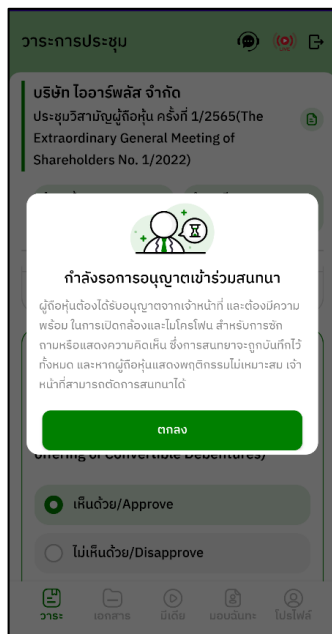 วาระการประชุม
บริษัท ไออาร์พลัส จำกัด
ประชุมวิสามัญผู้ถือหุ้น ครั้งที่ 1/2565(The
Extraordinary General Meeting of
Shareholders No. 1/2022)
กำลังรอการอนุญาตเข้าร่วมสนทนา
ผู้ถือหุ้นต้องได้รับอนุญาตจากเจ้าหน้าที่ และต้องมีความ
พร้อม ในการเปิดกล้องและไมโครโฟน สำหรับการซัก
ถามหรือแสดงความคิดเห็น ซึ่งการสนทยาจะถูกบันทึกไว้
ทั้งหมด และหากผู้ถือหุ้นแสดงพฤติกรรมไม่เหมาะสม เจ้า
หน้าที่สามารถตัดการสนทนาได้
ตกลง
offering of Convertible Debentures)
เห็นด้วย/Approve
ไม่เห็นด้วย/Disapprove
วาระ เอกสาร มีเดีย มอบฉันทะ โปรไฟล์